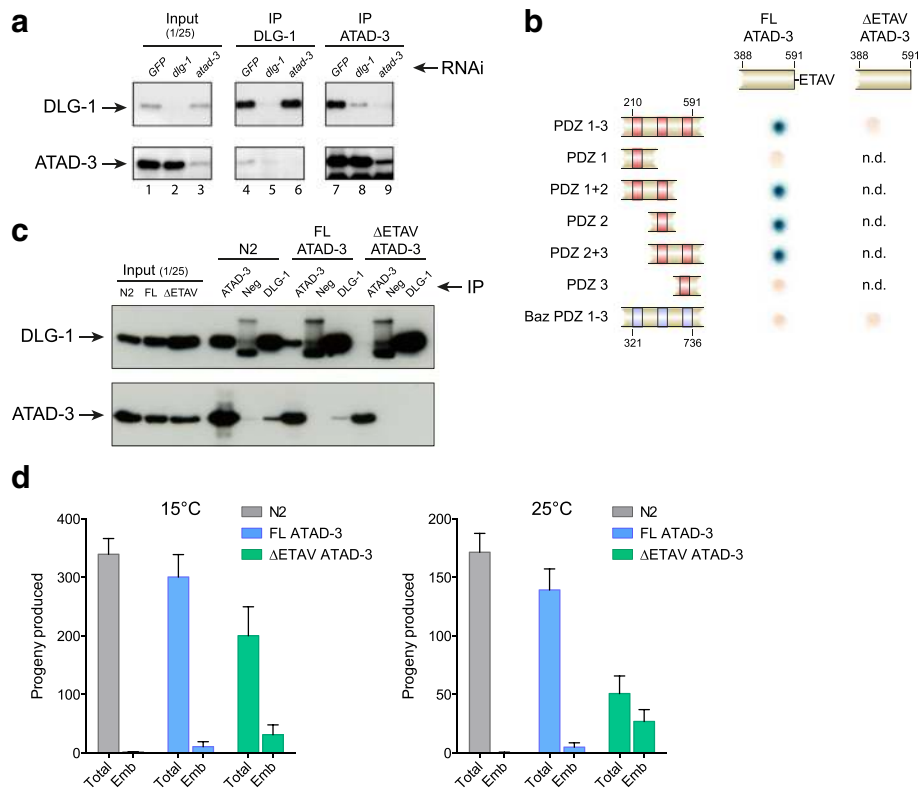 a
Input IP IP
(1/25) DLG-1 ATAD-3
GFP dlg-1 atad-3 GFP dlg-1 atad-3 GFP dlg-1 atad-3 RNAi
DLG-1
ATAD-3
1 2 3 4 5 6 7 8 9
b
FL ΔETAV
ATAD-3 ATAD-3
388 591 388 591
ETAV
210 591
PDZ 1-3
PDZ 1 n.d.
PDZ 1+2 n.d.
PDZ 2 n.d.
PDZ 2+3 n.d.
PDZ 3 n.d.
Baz PDZ 1-3
321 736
c
FL ΔETAV
N2 ATAD-3 ATAD-3
Input (1/25)
N2 FL ΔETAV ATAD-3 Neg DLG-1 ATAD-3 Neg DLG-1 ATAD-3 Neg DLG-1 IP
DLG-1
ATAD-3
d
15°C
N2
FL ATAD-3
ΔETAV ATAD-3
Progeny produced
400
300
200
100
0
Total Emb Total Emb Total Emb
25°C
N2
FL ATAD-3
ΔETAV ATAD-3
Progeny produced
200
150
100
50
0
Total Emb Total Emb Total Emb